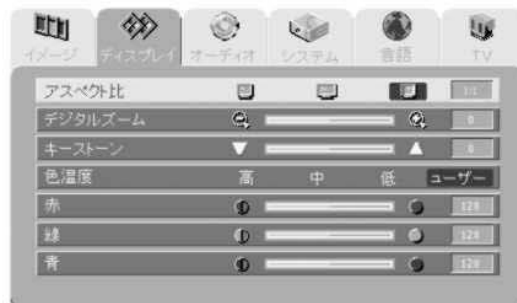 イメージ ディスプレイ オーディオ システム 言語 TV
アスペクト比 1:1
デジタルズーム 0
キーストーン 0
色温度 高 中 低 ユーザー
赤 128
緑 128
青 128